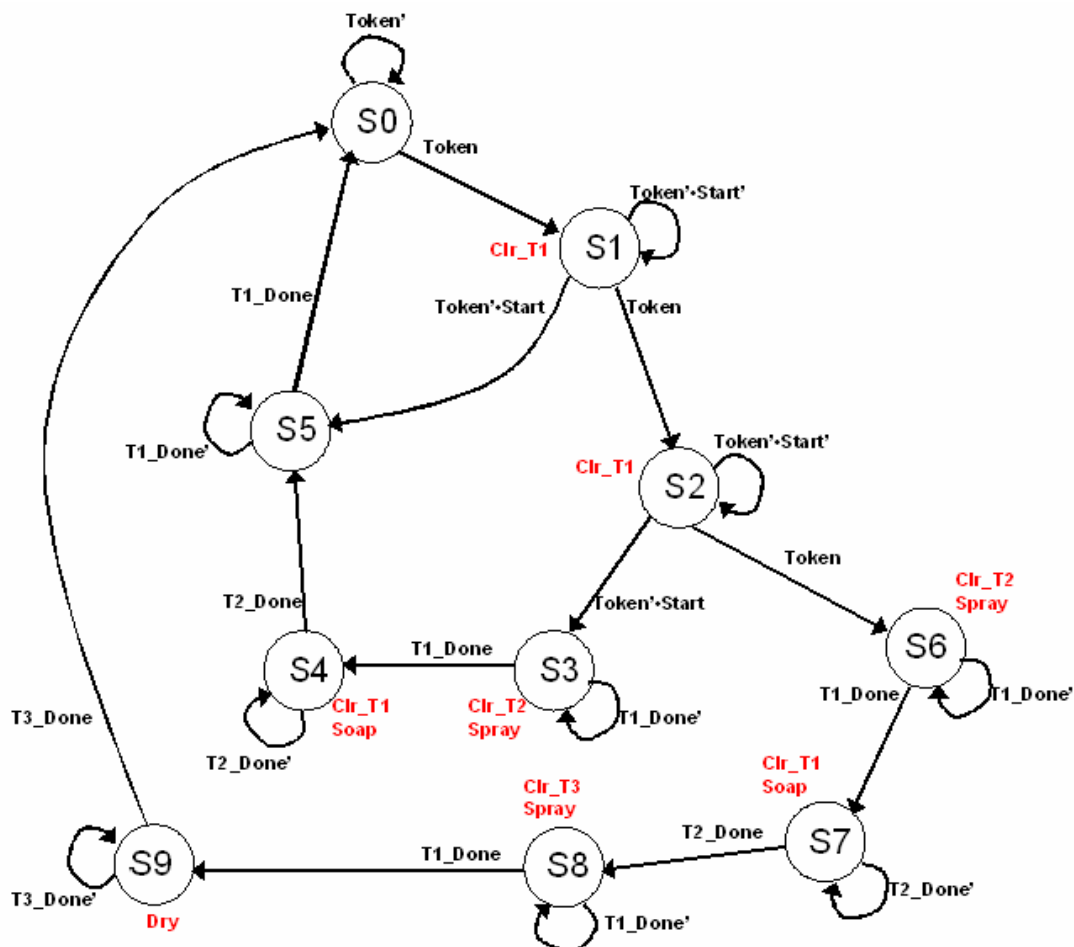 Token'
S0
Token
Token'•Start'
Clr_T1
S1
T1_Done
Token'•Start
Token
S5
T1_Done'
Token'•Start'
Clr_T1
S2
Token
Clr_T2
Spray
T2_Done
Token'•Start
S6
T1_Done
S4
S3
T1_Done
T1_Done'
T3_Done
Clr_T1
Soap
Clr_T2
Spray
T1_Done'
T2_Done'
Clr_T3
Spray
Clr_T1
Soap
T2_Done
S7
S9
T1_Done
S8
T3_Done'
T2_Done'
Dry
T1_Done'